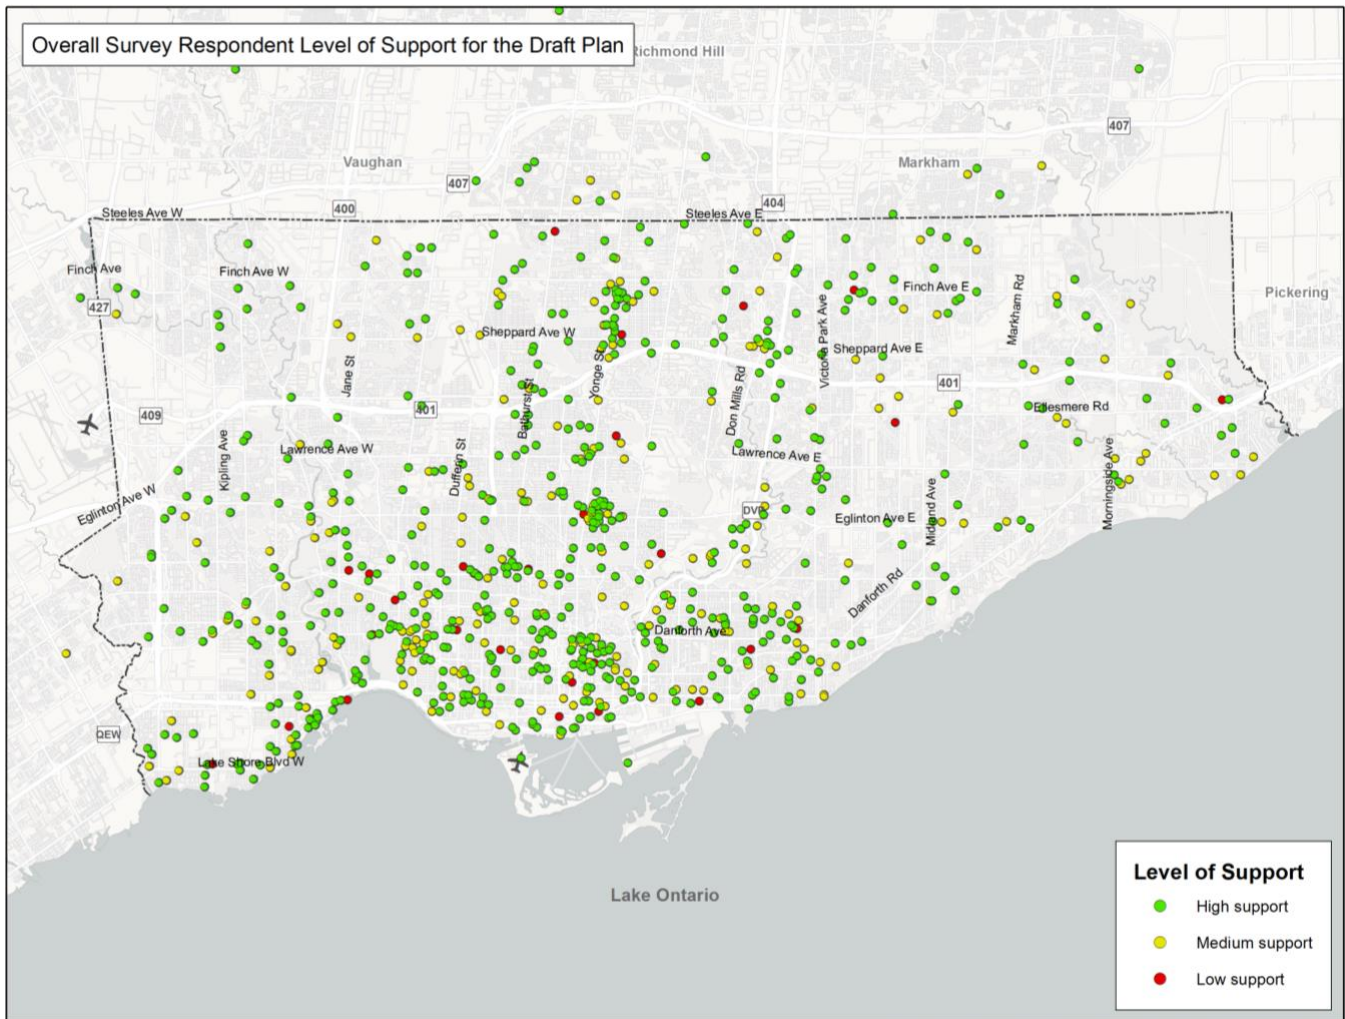 Overall Survey Respondent Level of Support for the Draft Plan
Richmond Hill
407
Vaughan
Markham
407
400
404
Steeles Ave W
Steeles Ave E
Finch Ave
Finch Ave W
Finch Ave E
Markham Rd
Pickering
427
Sheppard Ave W
Victoria Park Ave
Sheppard Ave E
Jane St
Yonge St
Bathurst St
Don Mills Rd
401
409
401
Ellesmere Rd
Kipling Ave
Lawrence Ave W
Dufferin St
Lawrence Ave E
Morningside Ave
Eglinton Ave W
DVP
Eglinton Ave E
Midland Ave
Danforth Rd
Danforth Ave
QEW
Lake Shore Blvd W
Lake Ontario
Level of Support
High support
Medium support
Low support